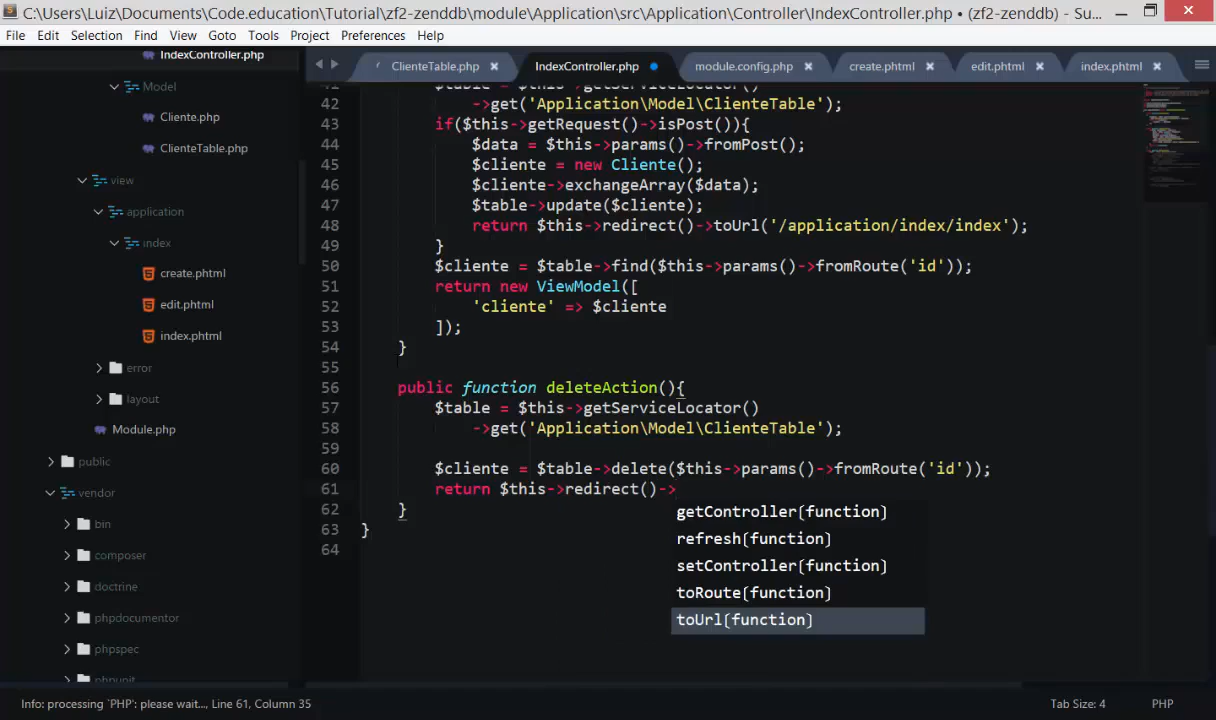 C:\Users\Luiz\Documents\Code.education\Tutorial\zf2-zenddb\module\Application\src\Application\Controller\IndexController.php • (zf2-zenddb) - Su...
File Edit Selection Find View Goto Tools Project Preferences Help
IndexController.php
Model
Cliente.php
ClienteTable.php
view
application
index
create.phtml
edit.phtml
index.phtml
error
layout
Module.php
public
vendor
bin
composer
doctrine
phpdocumentor
phpspec
phpunit
ClienteTable.php IndexController.php module.config.php create.phtml edit.phtml index.phtml
41 $table = $this->getServiceLocator()
42 ->get('Application\Model\ClienteTable');
43 if($this->getRequest()->isPost()){
44 $data = $this->params()->fromPost();
45 $cliente = new Cliente();
46 $cliente->exchangeArray($data);
47 $table->update($cliente);
48 return $this->redirect()->toUrl('/application/index/index');
49 }
50 $cliente = $table->find($this->params()->fromRoute('id'));
51 return new ViewModel([
52 'cliente' => $cliente
53 ]);
54 }
55
56 public function deleteAction(){
57 $table = $this->getServiceLocator()
58 ->get('Application\Model\ClienteTable');
59
60 $cliente = $table->delete($this->params()->fromRoute('id'));
61 return $this->redirect()->
62 }
63 }
64
getController(function)
refresh(function)
setController(function)
toRoute(function)
toUrl(function)
Info: processing `PHP`: please wait..., Line 61, Column 35
Tab Size: 4
PHP